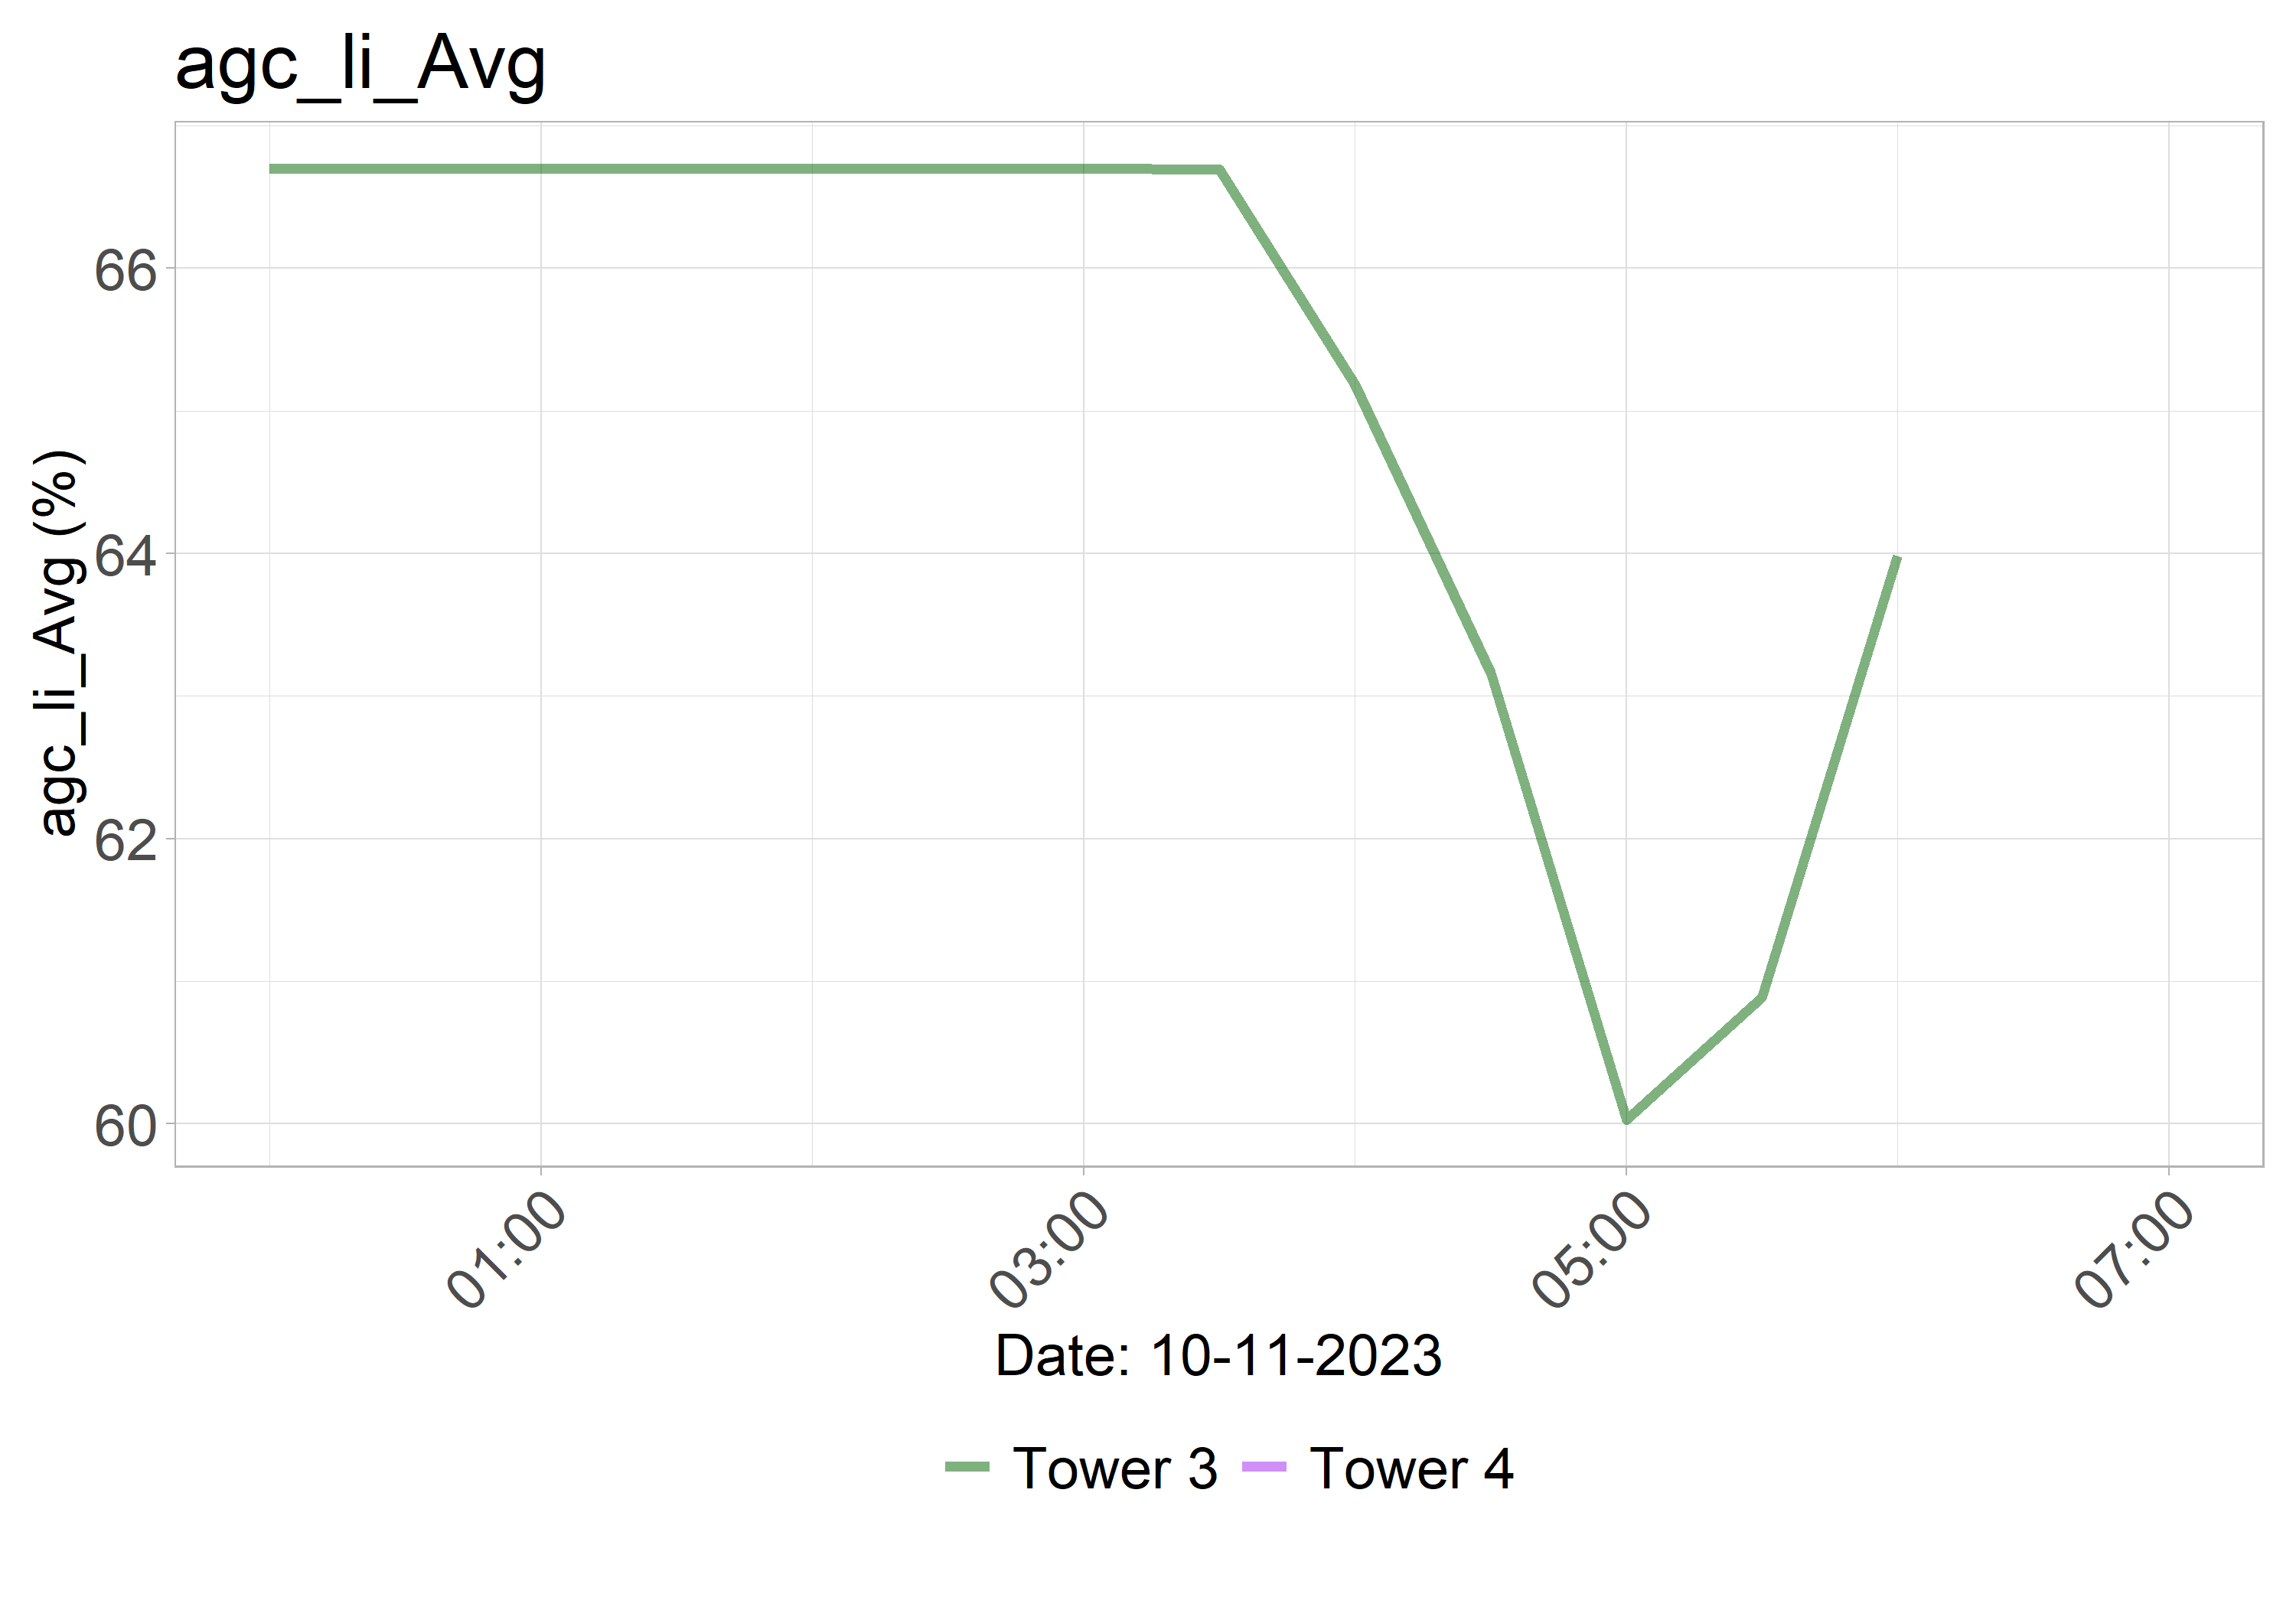 agc_li_Avg
agc_li_Avg (%)
66
64
62
60
01:00
03:00
05:00
07:00
Date: 10-11-2023
Tower 3 Tower 4